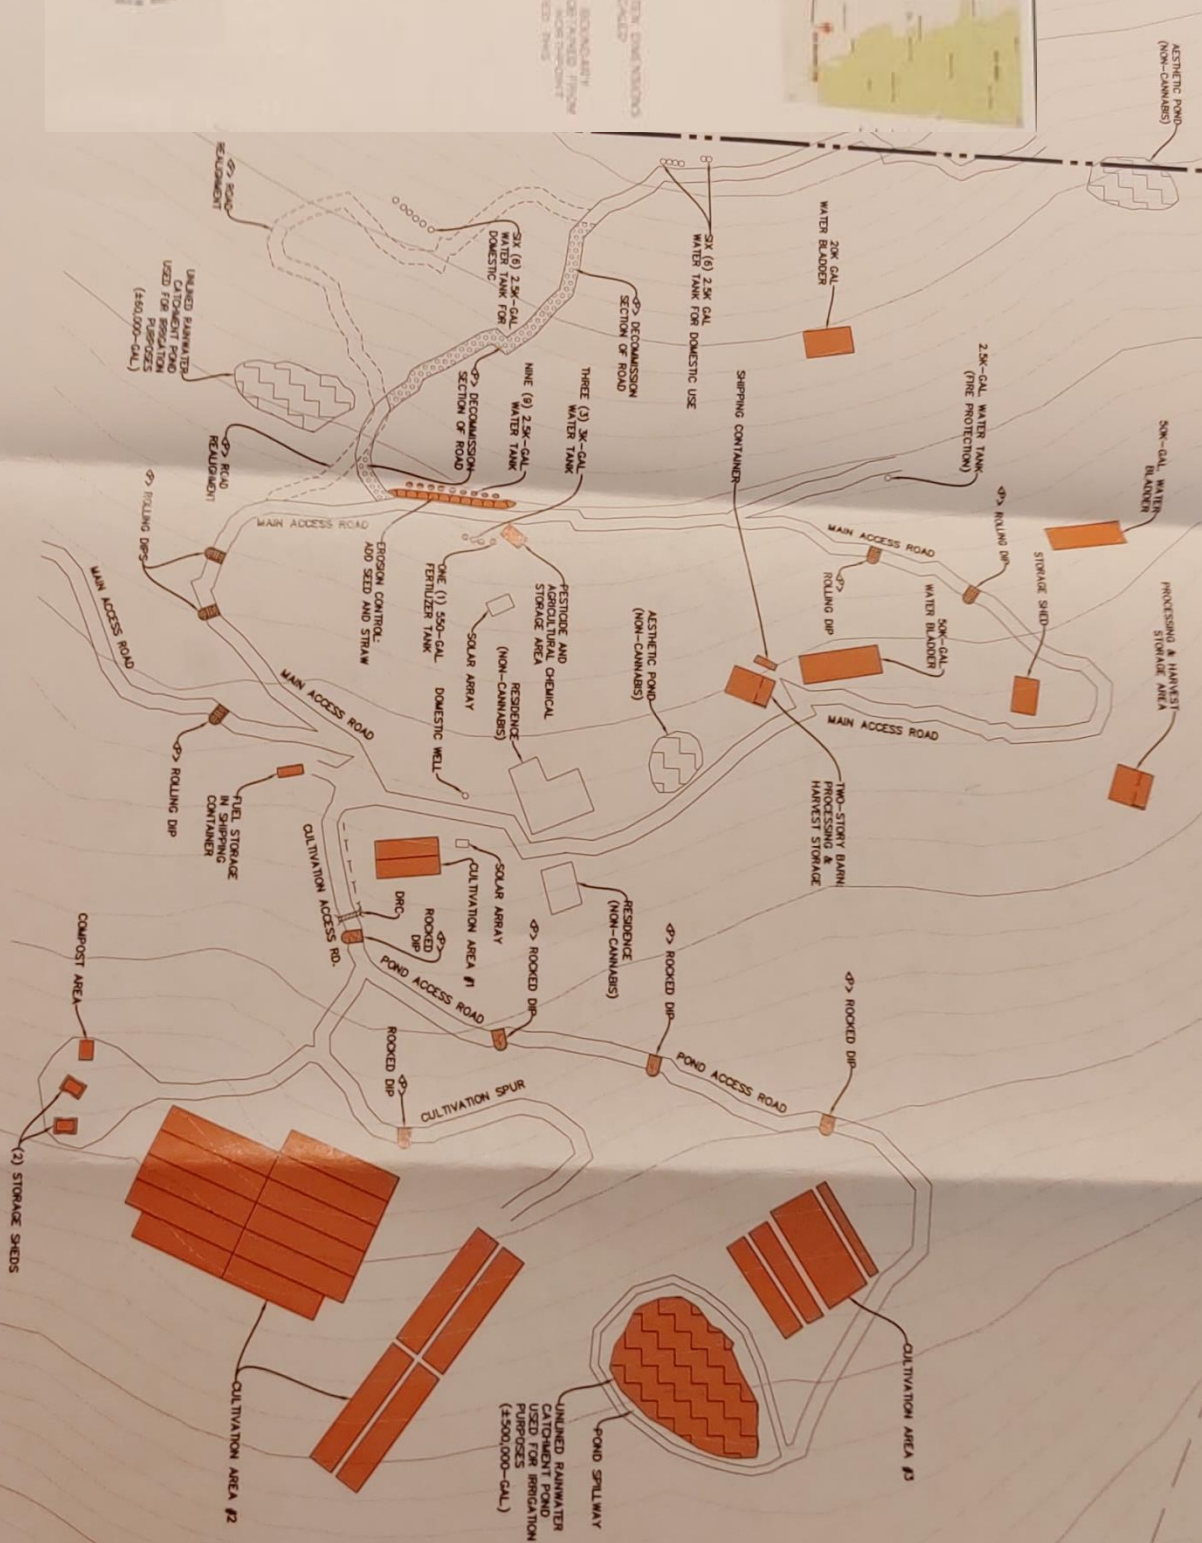 AESTHETIC POND
(NON-CANNABIS)
<P> ROAD
REALIGNMENT
SIX (6) 2.5K-GAL
WATER TANK FOR
DOMESTIC
SIX (6) 2.5K GAL
WATER TANK FOR DOMESTIC USE
20K GAL
WATER BLADDER
UNLINED RAINWATER
CATCHMENT POND
USED FOR IRRIGATION
PURPOSES
(±60,000-GAL)
<P> DECOMMISSION
SECTION OF ROAD
<P> DECOMMISSION
SECTION OF ROAD
NINE (9) 2.5K-GAL
WATER TANK
THREE (3) 3K-GAL
WATER TANK
SHIPPING CONTAINER
2.5K-GAL WATER TANK
(FIRE PROTECTION)
50K-GAL WATER
BLADDER
<P> ROAD
REALIGNMENT
<P> ROLLING DIPS
MAIN ACCESS ROAD
MAIN ACCESS ROAD
<P> ROLLING DIP
<P>
ROLLING DIP
STORAGE SHED
50K-GAL
WATER BLADDER
PROCESSING & HARVEST
STORAGE AREA
EROSION CONTROL:
ADD SEED AND STRAW
ONE (1) 550-GAL
FERTILIZER TANK
PESTICIDE AND
AGRICULTURAL CHEMICAL
STORAGE AREA
SOLAR ARRAY
RESIDENCE
(NON-CANNABIS)
AESTHETIC POND
(NON-CANNABIS)
DOMESTIC WELL
MAIN ACCESS ROAD
MAIN ACCESS ROAD
MAIN ACCESS ROAD
<P> ROLLING DIP
FUEL STORAGE
IN SHIPPING
CONTAINER
TWO-STORY BARN:
PROCESSING &
HARVEST STORAGE
CULTIVATION ACCESS RD.
DRC
<P>
ROCKED
DIP
CULTIVATION AREA #1
SOLAR ARRAY
RESIDENCE
(NON-CANNABIS)
<P> ROCKED DIP
<P> ROCKED DIP
<P> ROCKED DIP
POND ACCESS ROAD
POND ACCESS ROAD
COMPOST AREA
<P>
ROCKED DIP
CULTIVATION SPUR
(2) STORAGE SHEDS
CULTIVATION AREA #2
CULTIVATION AREA #3
POND SPILLWAY
UNLINED RAINWATER
CATCHMENT POND
USED FOR IRRIGATION
PURPOSES
(±500,000-GAL)